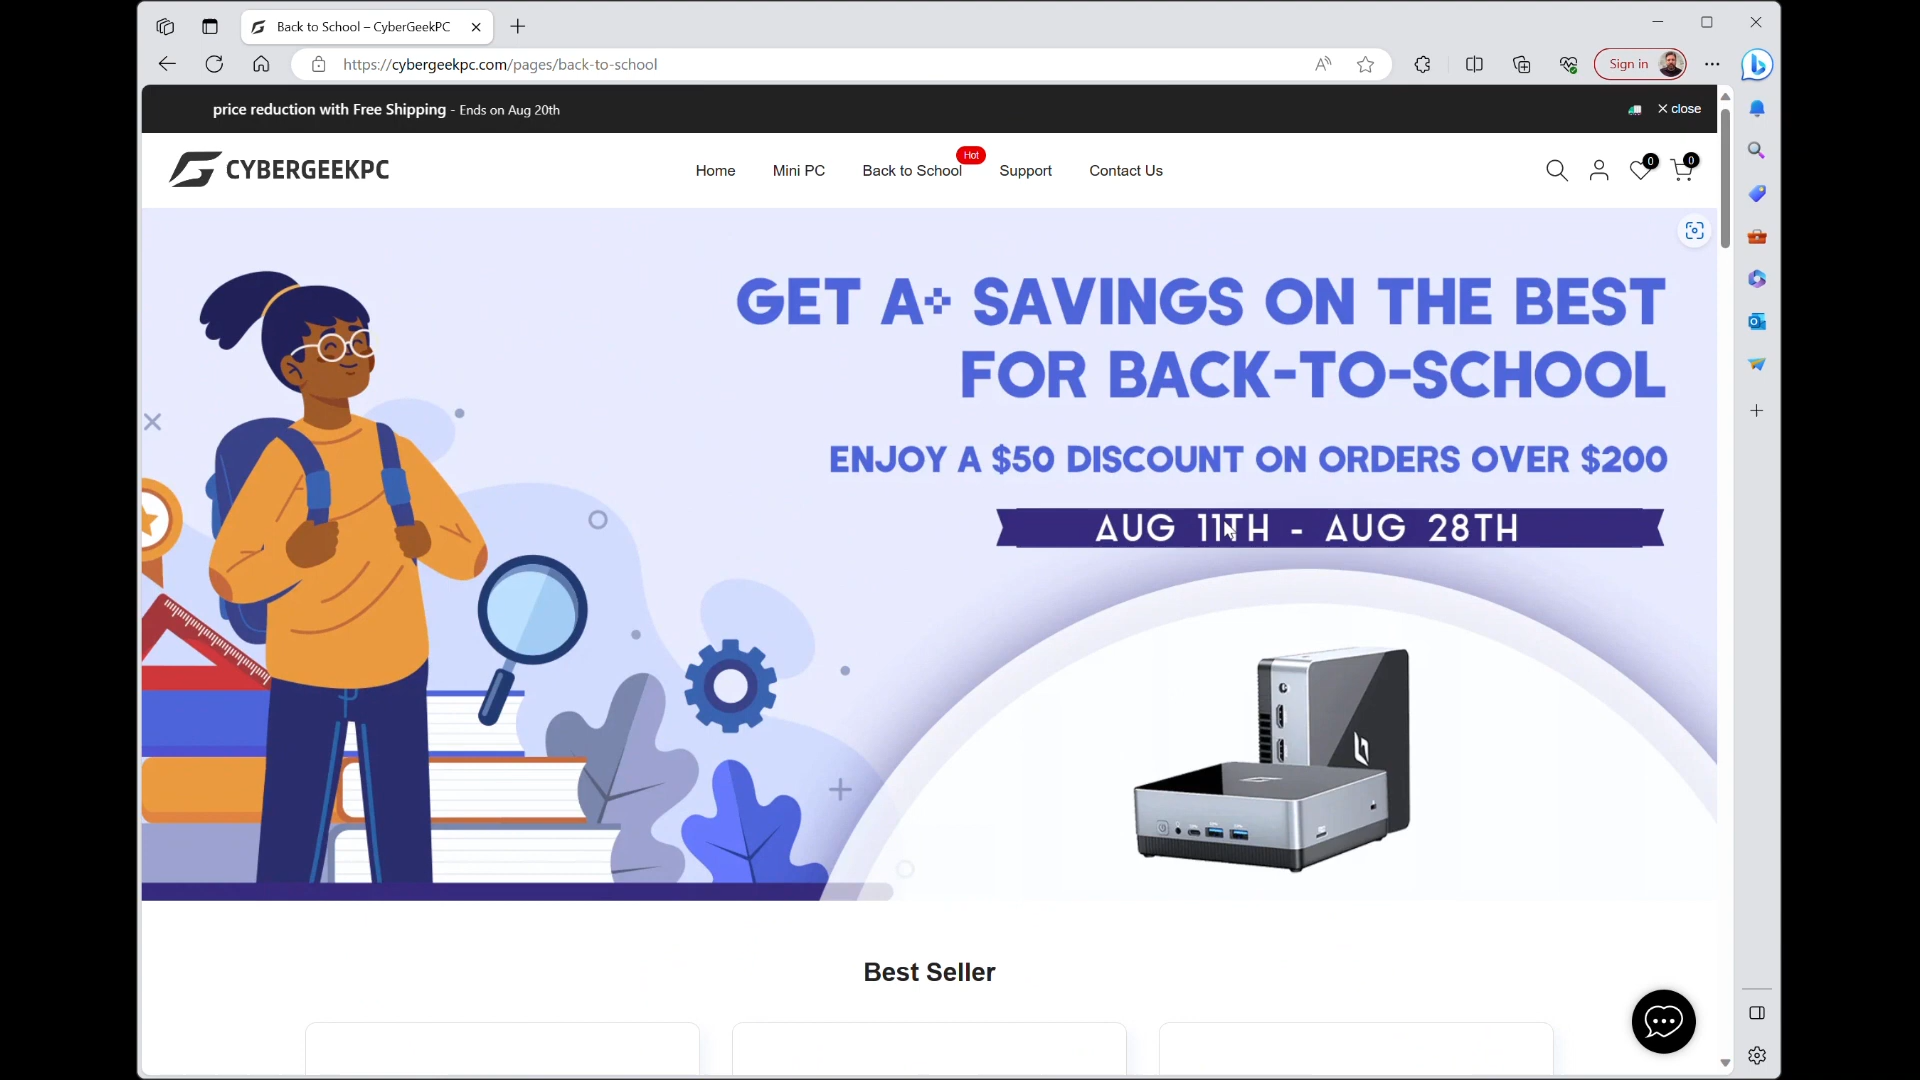 Back to School – CyberGeekPC
https://cybergeekpc.com/pages/back-to-school
Sign in
price reduction with Free Shipping - Ends on Aug 20th
close
CYBERGEEKPC
Home
Mini PC
Back to School
Hot
Support
Contact Us
0
0
GET A+ SAVINGS ON THE BEST
FOR BACK-TO-SCHOOL
ENJOY A $50 DISCOUNT ON ORDERS OVER $200
AUG 11TH - AUG 28TH
Best Seller